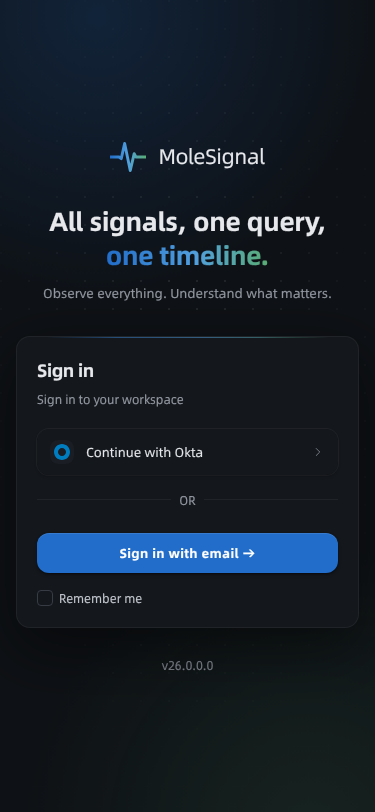 MoleSignal
All signals, one query,
one timeline.
Observe everything. Understand what matters.
Sign in
Sign in to your workspace
Continue with Okta
OR
Sign in with email →
Remember me
v26.0.0.0